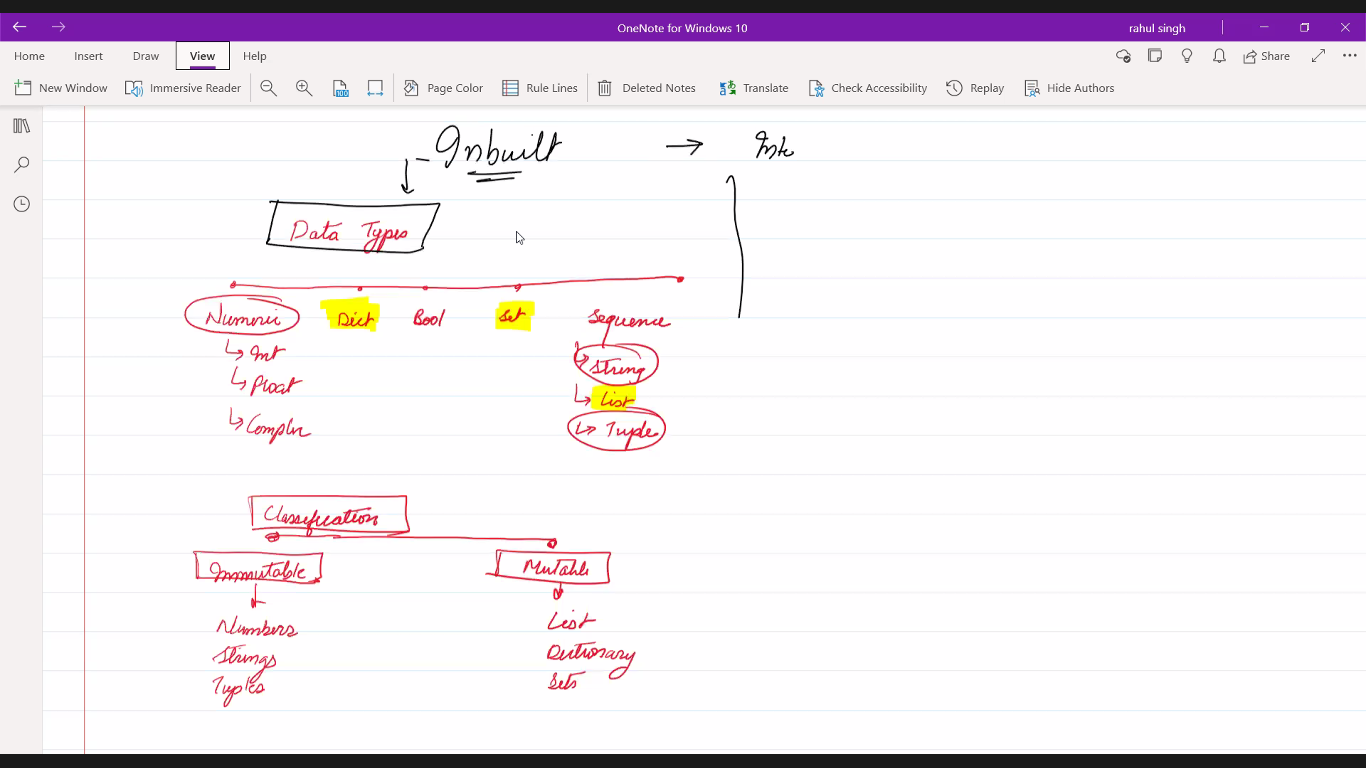 OneNote for Windows 10
rahul singh
Home Insert Draw View Help
Share
New Window Immersive Reader 100 Page Color Rule Lines Deleted Notes Translate Check Accessibility Replay Hide Authors
Inbuilt →
Data Types
Numeric Dict Bool Set Sequence
↳ Int
↳ Float
↳ Complex
↳ String
↳ List
↳ Tuple
Classification
Immutable Mutable
Numbers List
Strings Dictionary
Tuples Sets